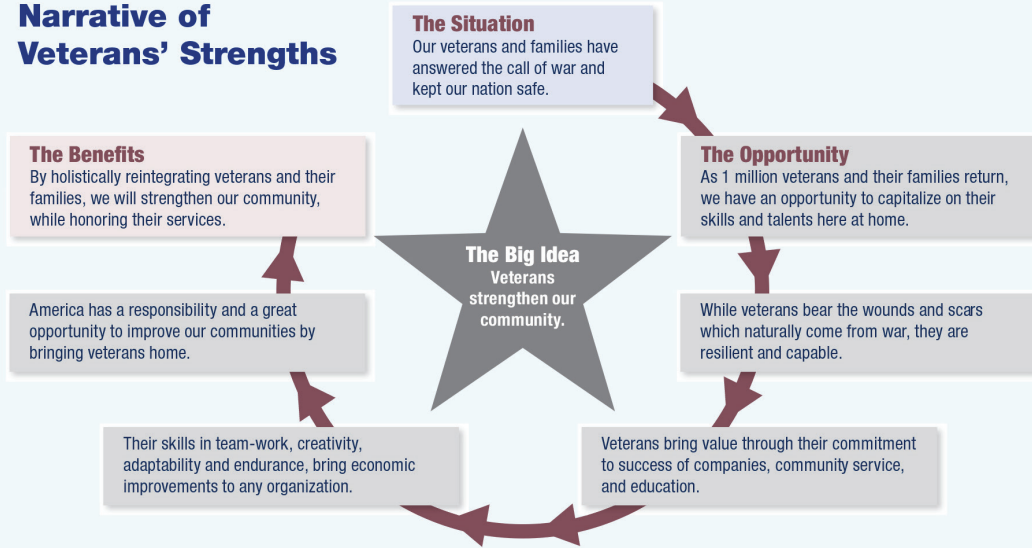 Narrative of
Veterans' Strengths
The Situation
Our veterans and families have
answered the call of war and
kept our nation safe.
The Opportunity
As 1 million veterans and their families return,
we have an opportunity to capitalize on their
skills and talents here at home.
While veterans bear the wounds and scars
which naturally come from war, they are
resilient and capable.
Veterans bring value through their commitment
to success of companies, community service,
and education.
Their skills in team-work, creativity,
adaptability and endurance, bring economic
improvements to any organization.
America has a responsibility and a great
opportunity to improve our communities by
bringing veterans home.
The Benefits
By holistically reintegrating veterans and their
families, we will strengthen our community,
while honoring their services.
The Big Idea
Veterans
strengthen our
community.